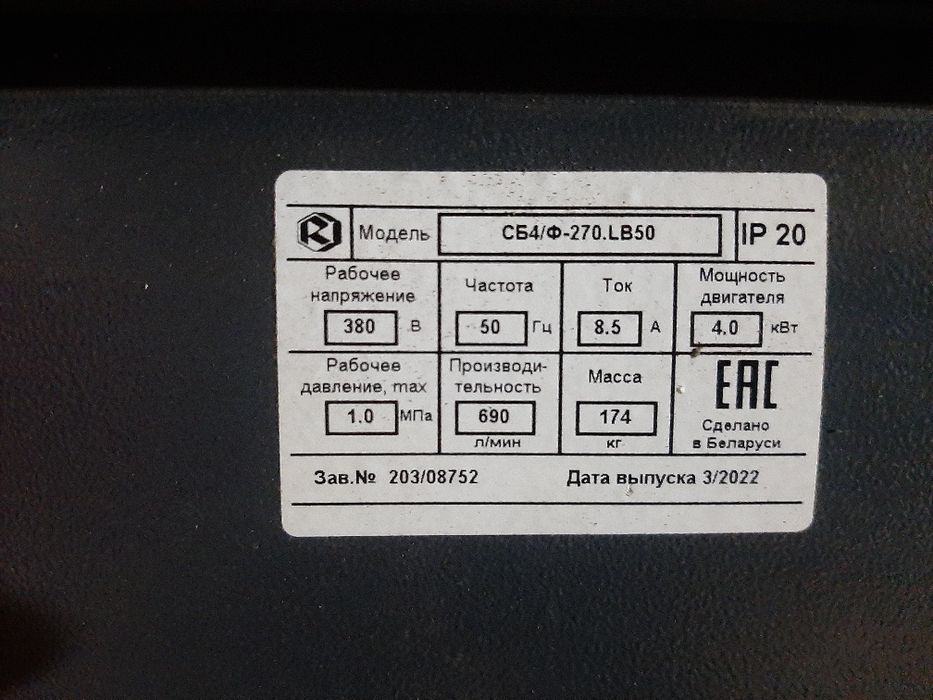 Модель СБ4/Ф-270.LB50 IP 20
Рабочее напряжение 380 В
Частота 50 Гц
Ток 8.5 А
Мощность двигателя 4.0 кВт
Рабочее давление, max 1.0 МПа
Производи-
тельность 690 л/мин
Масса 174 кг
ЕАС
Сделано
в Беларуси
Зав.№ 203/08752 Дата выпуска 3/2022